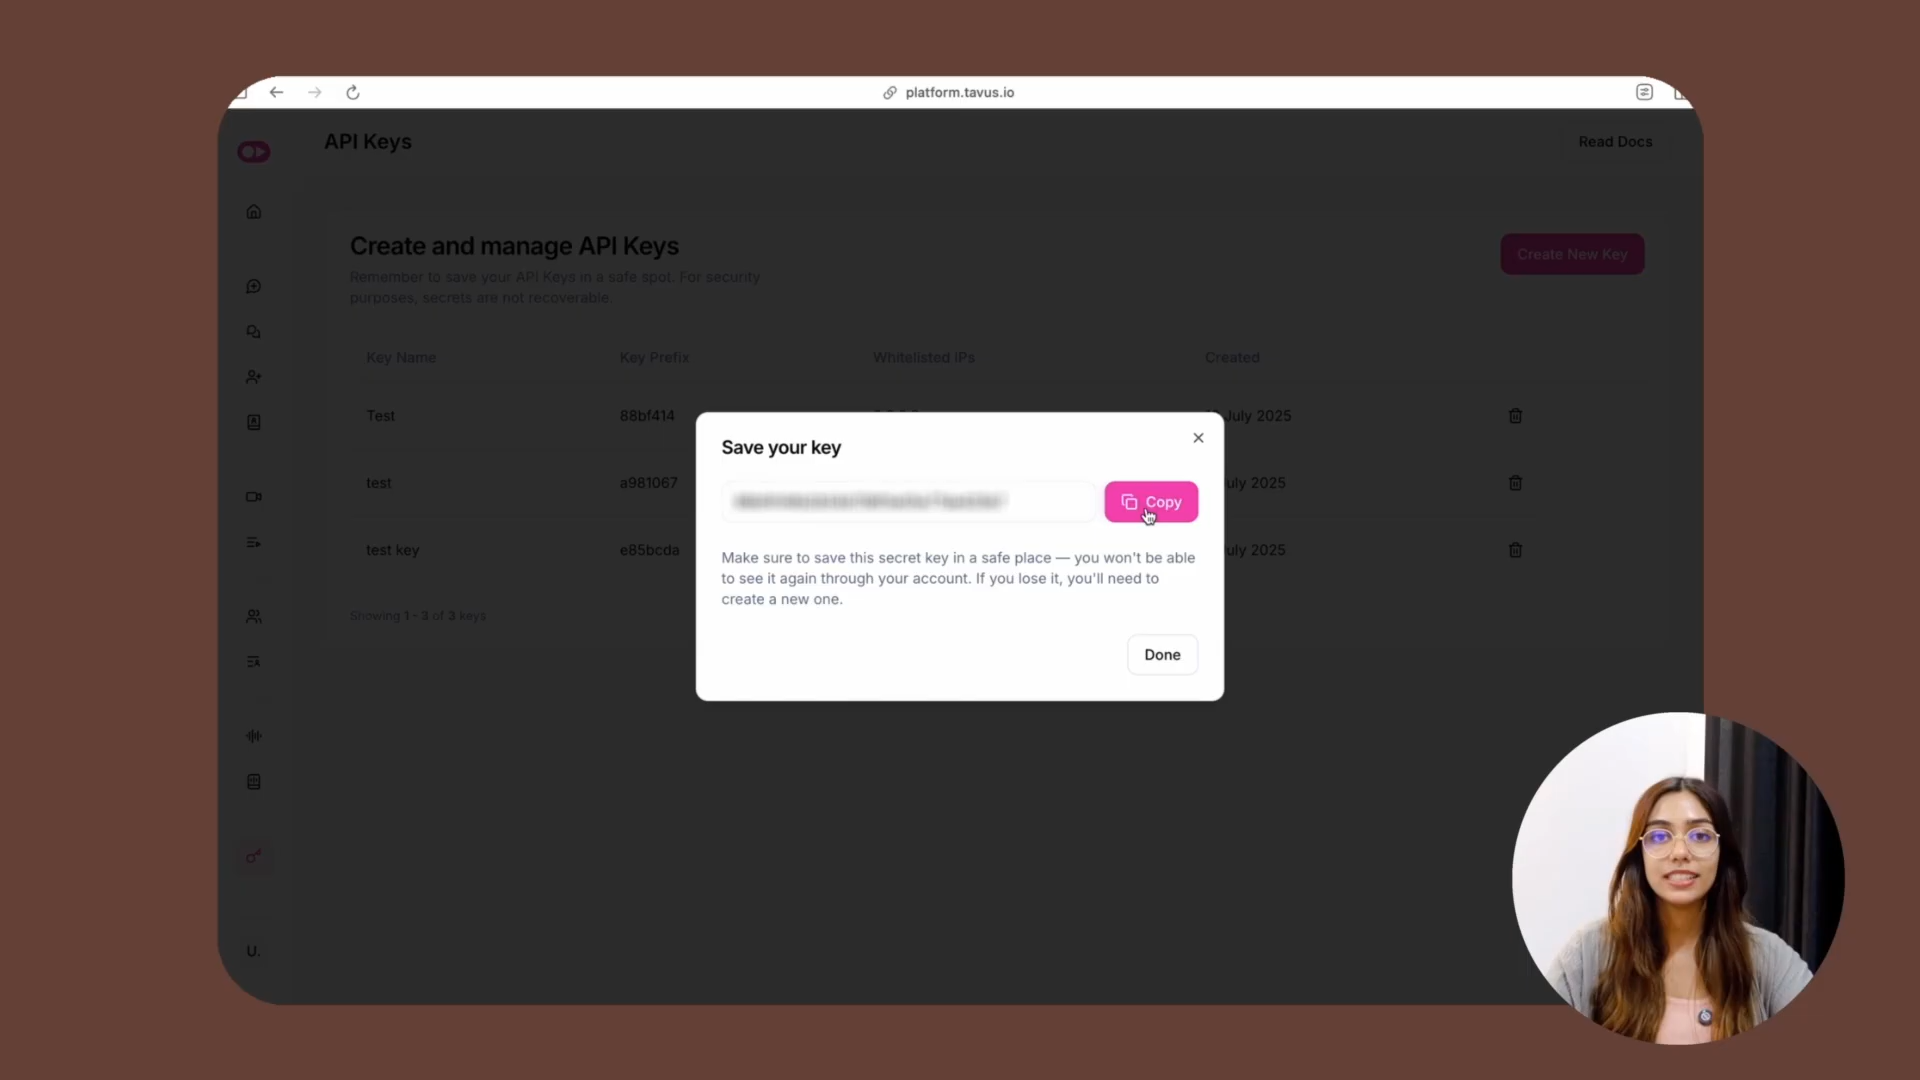 platform.tavus.io
API Keys
Read Docs
Create and manage API Keys
Create New Key
Remember to save your API Keys in a safe spot. For security
purposes, secrets are not recoverable.
Key Name Key Prefix Whitelisted IPs Created
Test 88bf414 July 2025
test a981067 July 2025
test key e85bcda July 2025
Showing 1 - 3 of 3 keys
Save your key
Copy
Make sure to save this secret key in a safe place — you won't be able
to see it again through your account. If you lose it, you'll need to
create a new one.
Done
U.